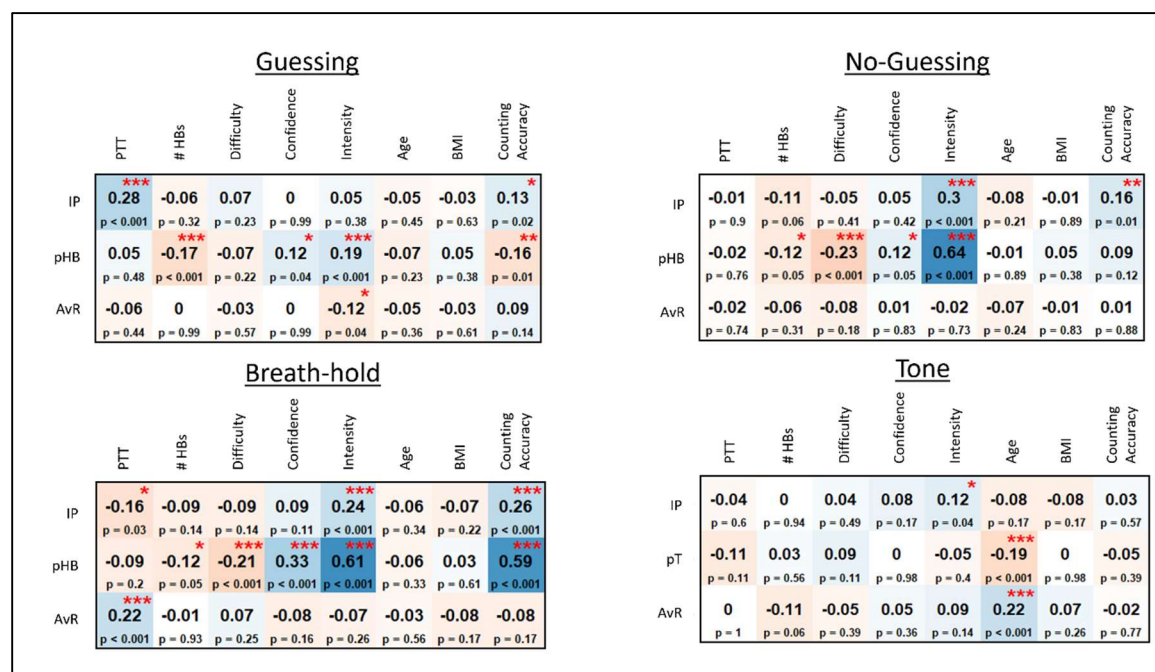 Guessing
PTT # HBs Difficulty Confidence Intensity Age BMI Counting Accuracy
*** *
IP 0.28 -0.06 0.07 0 0.05 -0.05 -0.03 0.13
p < 0.001 p = 0.32 p = 0.23 p = 0.99 p = 0.38 p = 0.45 p = 0.63 p = 0.02
*** * *** **
pHB 0.05 -0.17 -0.07 0.12 0.19 -0.07 0.05 -0.16
p = 0.48 p < 0.001 p = 0.22 p = 0.04 p < 0.001 p = 0.23 p = 0.38 p = 0.01
*
AvR -0.06 0 -0.03 0 -0.12 -0.05 -0.03 0.09
p = 0.44 p = 0.99 p = 0.57 p = 0.99 p = 0.04 p = 0.36 p = 0.61 p = 0.14
No-Guessing
PTT # HBs Difficulty Confidence Intensity Age BMI Counting Accuracy
*** **
IP -0.01 -0.11 -0.05 0.05 0.3 -0.08 -0.01 0.16
p = 0.9 p = 0.06 p = 0.41 p = 0.42 p < 0.001 p = 0.21 p = 0.89 p = 0.01
* *** * ***
pHB -0.02 -0.12 -0.23 0.12 0.64 -0.01 0.05 0.09
p = 0.76 p = 0.05 p < 0.001 p = 0.05 p < 0.001 p = 0.89 p = 0.38 p = 0.12
AvR -0.02 -0.06 -0.08 0.01 -0.02 -0.07 -0.01 0.01
p = 0.74 p = 0.31 p = 0.18 p = 0.83 p = 0.73 p = 0.24 p = 0.83 p = 0.88
Breath-hold
PTT # HBs Difficulty Confidence Intensity Age BMI Counting Accuracy
* *** ***
IP -0.16 -0.09 -0.09 0.09 0.24 -0.06 -0.07 0.26
p = 0.03 p = 0.14 p = 0.14 p = 0.11 p < 0.001 p = 0.34 p = 0.22 p < 0.001
* *** *** *** ***
pHB -0.09 -0.12 -0.21 0.33 0.61 -0.06 0.03 0.59
p = 0.2 p = 0.05 p < 0.001 p < 0.001 p < 0.001 p = 0.33 p = 0.61 p < 0.001
***
AvR 0.22 -0.01 0.07 -0.08 -0.07 -0.03 -0.08 -0.08
p < 0.001 p = 0.93 p = 0.25 p = 0.16 p = 0.26 p = 0.56 p = 0.17 p = 0.17
Tone
PTT # HBs Difficulty Confidence Intensity Age BMI Counting Accuracy
*
IP -0.04 0 0.04 0.08 0.12 -0.08 -0.08 0.03
p = 0.6 p = 0.94 p = 0.49 p = 0.17 p = 0.04 p = 0.17 p = 0.17 p = 0.57
***
pT -0.11 0.03 0.09 0 -0.05 -0.19 0 -0.05
p = 0.11 p = 0.56 p = 0.11 p = 0.98 p = 0.4 p < 0.001 p = 0.98 p = 0.39
***
AvR 0 -0.11 -0.05 0.05 0.09 0.22 0.07 -0.02
p = 1 p = 0.06 p = 0.39 p = 0.36 p = 0.14 p < 0.001 p = 0.26 p = 0.77